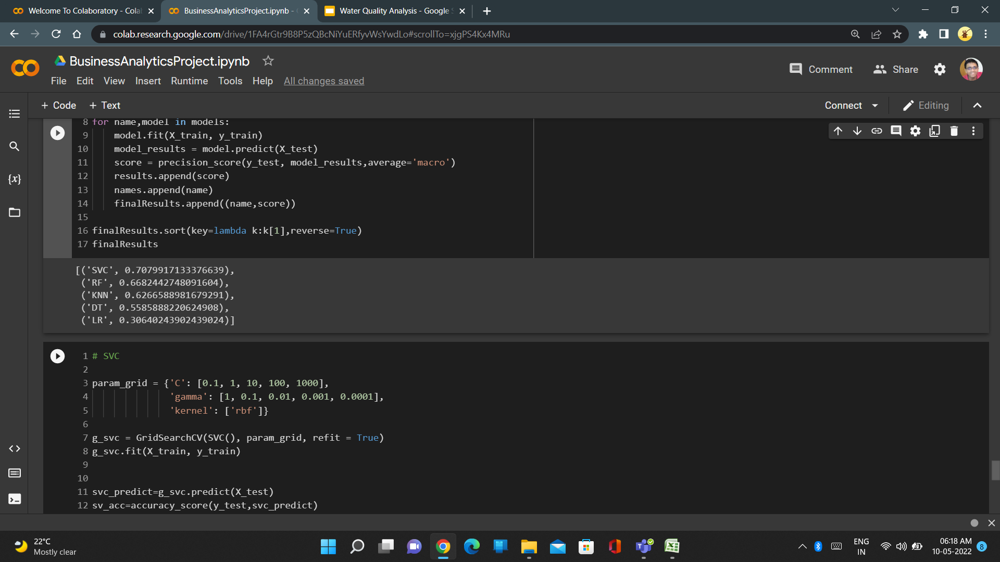 Welcome To Colaboratory - Cola
BusinessAnalyticsProject.ipynb -
Water Quality Analysis - Google S
colab.research.google.com/drive/1FA4rGtr9B8P5zQBcNiYuERfyvWsYwdLo#scrollTo=xjgPS4Kx4MRu
BusinessAnalyticsProject.ipynb
Comment
Share
File Edit View Insert Runtime Tools Help All changes saved
+ Code + Text
Connect
Editing
8 for name,model in models:
9 model.fit(X_train, y_train)
10 model_results = model.predict(X_test)
11 score = precision_score(y_test, model_results,average='macro')
12 results.append(score)
13 names.append(name)
14 finalResults.append((name,score))
15
16 finalResults.sort(key=lambda k:k[1],reverse=True)
17 finalResults
[('SVC', 0.7079917133376639),
('RF', 0.6682442748091604),
('KNN', 0.6266588981679291),
('DT', 0.5585888220624908),
('LR', 0.30640243902439024)]
1 # SVC
2
3 param_grid = {'C': [0.1, 1, 10, 100, 1000],
4 'gamma': [1, 0.1, 0.01, 0.001, 0.0001],
5 'kernel': ['rbf']}
6
7 g_svc = GridSearchCV(SVC(), param_grid, refit = True)
8 g_svc.fit(X_train, y_train)
9
10
11 svc_predict=g_svc.predict(X_test)
12 sv_acc=accuracy_score(y_test,svc_predict)
22°C
Mostly clear
ENG
IN
06:18 AM
10-05-2022
8